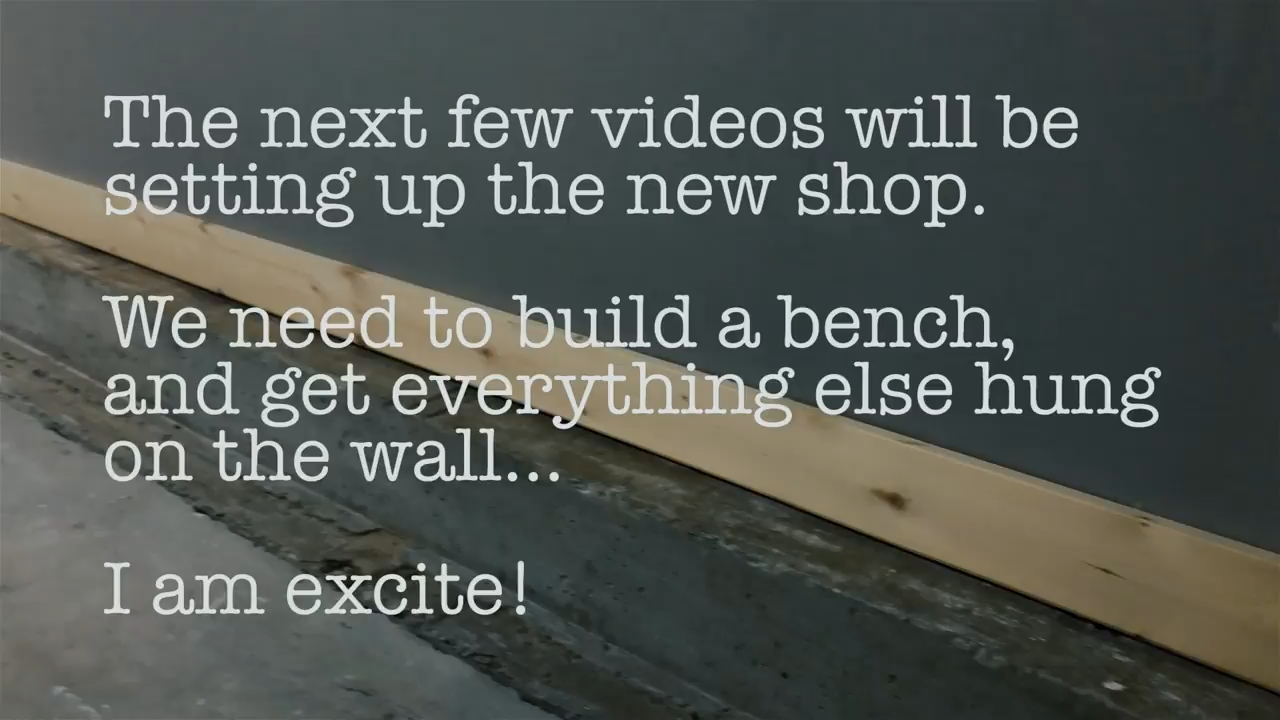 The next few videos will be
setting up the new shop.
We need to build a bench,
and get everything else hung
on the wall...
I am excite!